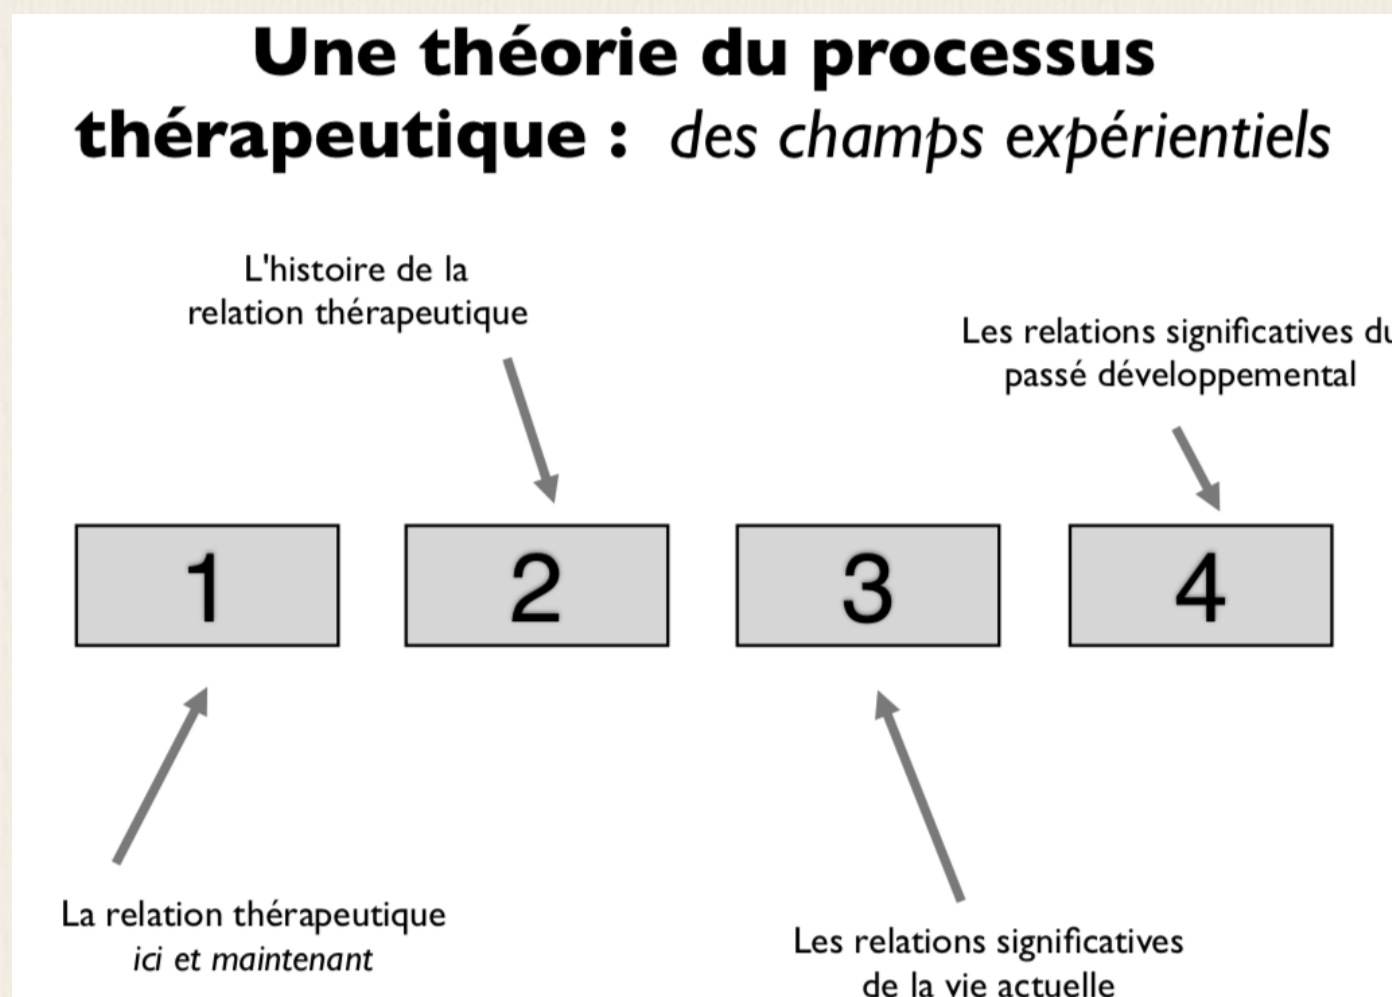 Une théorie du processus
thérapeutique : des champs expérientiels
L'histoire de la
relation thérapeutique
Les relations significatives du
passé développemental
1 2 3 4
La relation thérapeutique
ici et maintenant
Les relations significatives
de la vie actuelle